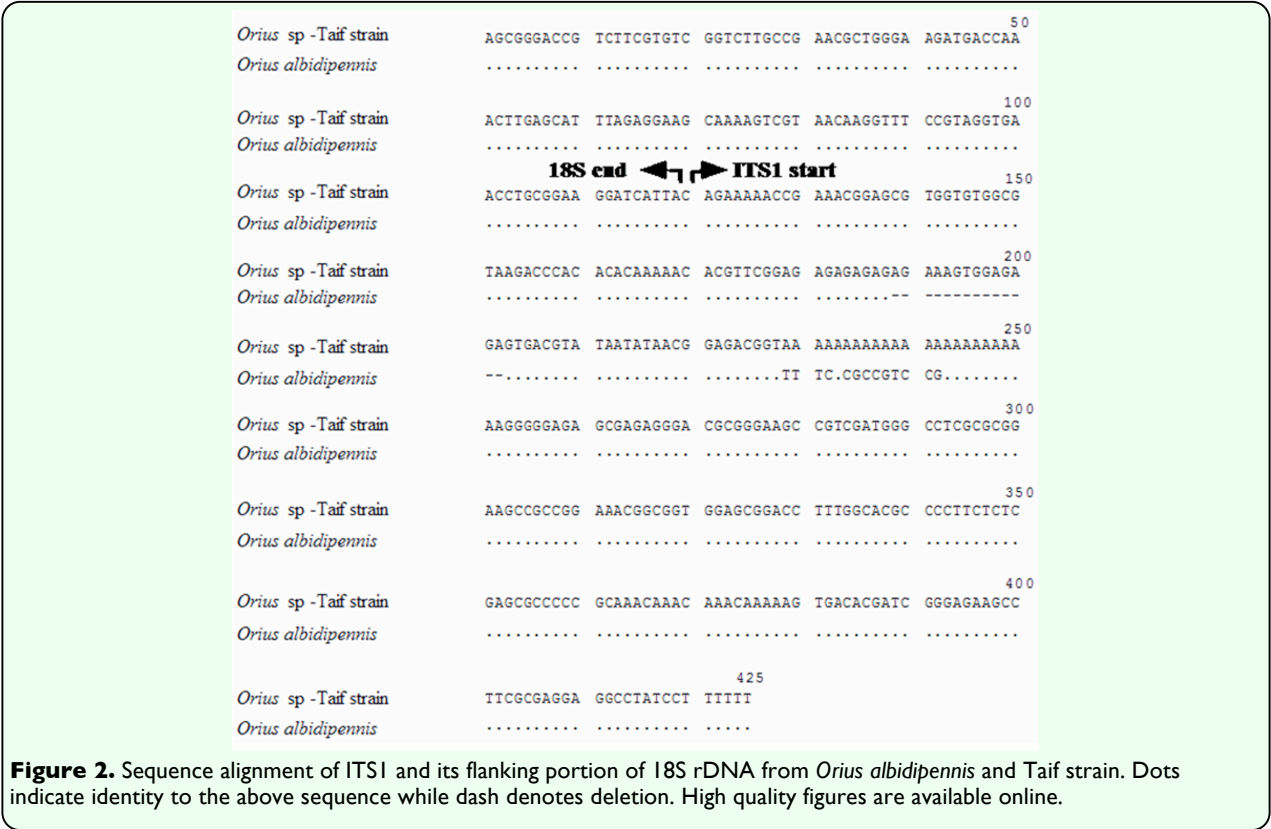 50
Orius sp -Taif strain AGCGGGACCG TCTTCGTGTC GGTCTTGCCG AACGCTGGGA AGATGACCAA
Orius albidipennis .......... .......... .......... .......... ..........
100
Orius sp -Taif strain ACTTGAGCAT TTAGAGGAAG CAAAAGTCGT AACAAGGTTT CCGTAGGTGA
Orius albidipennis .......... .......... .......... .......... ..........
18S end ITS1 start
150
Orius sp -Taif strain ACCTGCGGAA GGATCATTAC AGAAAAACCG AAACGGAGCG TGGTGTGGCG
Orius albidipennis .......... .......... .......... .......... ..........
200
Orius sp -Taif strain TAAGACCCAC ACACAAAAAC ACGTTCGGAG AGAGAGAGAG AAAGTGGAGA
Orius albidipennis .......... .......... .......... ........-- ----------
250
Orius sp -Taif strain GAGTGACGTA TAATATAACG GAGACGGTAA AAAAAAAAAA AAAAAAAAAA
Orius albidipennis --........ .......... ........TT TC.CGCCGTC CG........
300
Orius sp -Taif strain AAGGGGGAGA GCGAGAGGGA CGCGGGAAGC CGTCGATGGG CCTCGCGCGG
Orius albidipennis .......... .......... .......... .......... ..........
350
Orius sp -Taif strain AAGCCGCCGG AAACGGCGGT GGAGCGGACC TTTGGCACGC CCCTTCTCTC
Orius albidipennis .......... .......... .......... .......... ..........
400
Orius sp -Taif strain GAGCGCCCCC GCAAACAAAC AAACAAAAAG TGACACGATC GGGAGAAGCC
Orius albidipennis .......... .......... .......... .......... ..........
425
Orius sp -Taif strain TTCGCGAGGA GGCCTATCCT TTTTT
Orius albidipennis .......... .......... .....
Figure 2. Sequence alignment of ITS1 and its flanking portion of 18S rDNA from Orius albidipennis and Taif strain. Dots
indicate identity to the above sequence while dash denotes deletion. High quality figures are available online.